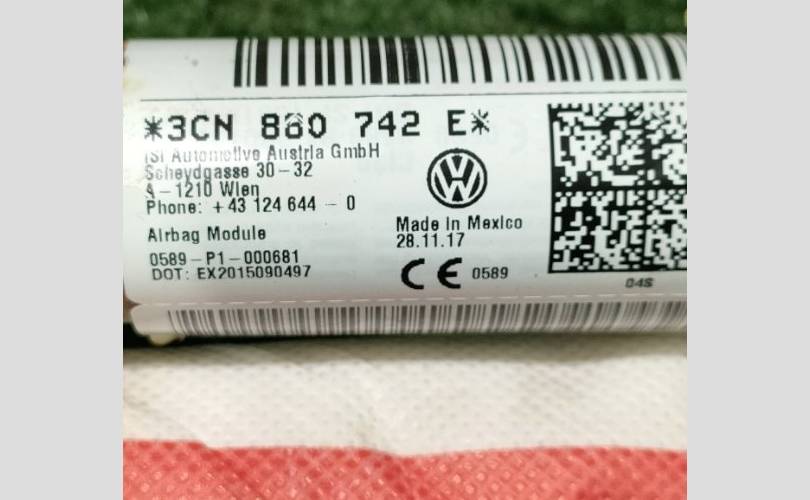 *3CN 880 742 E*
iSi Automotive Austria GmbH
Scheydgasse 30-32
A-1210 Wien
Phone: +43 124 644 - 0
Airbag Module
0589-P1-000681
DOT: EX2015090497
Made In Mexico
28.11.17
CE 0589
04S